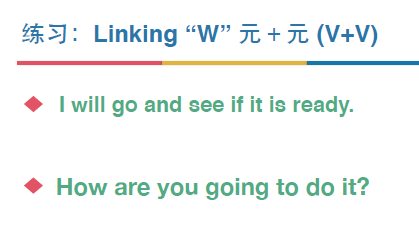 练习：Linking “W” 元 + 元 (V+V)
I will go and see if it is ready.
How are you going to do it?